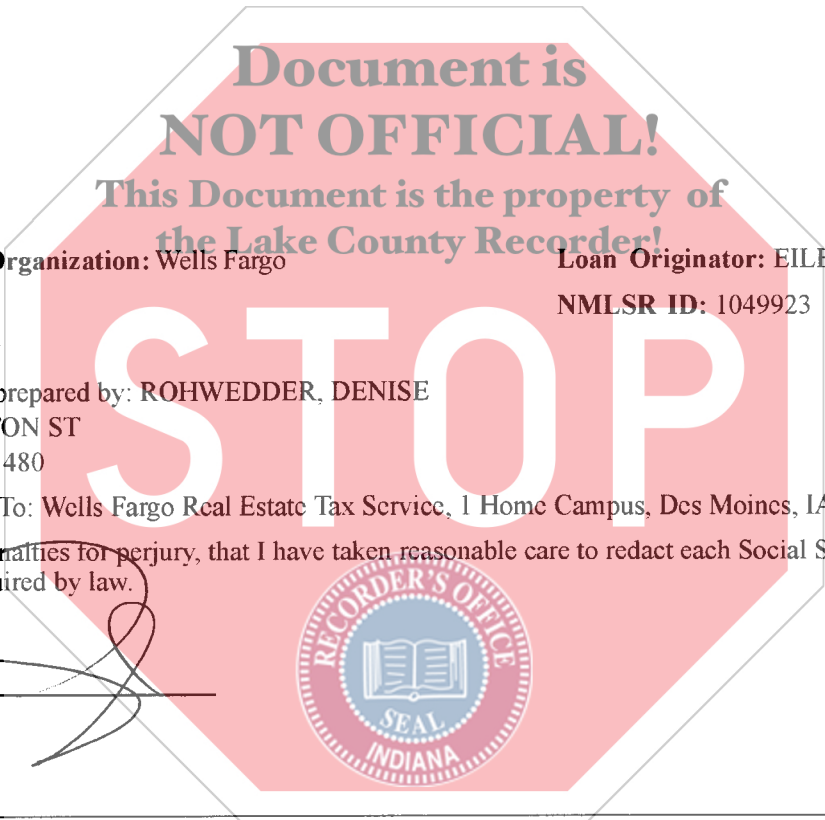 Document is
NOT OFFICIAL!
This Document is the property of
the Lake County Recorder!
Organization: Wells Fargo Loan Originator: EILE
NMLSR ID: 1049923
STOP
prepared by: ROHWEDDER, DENISE
ON ST
480
To: Wells Fargo Real Estate Tax Service, 1 Home Campus, Des Moines, IA
nalties for perjury, that I have taken reasonable care to redact each Social S
ired by law.
RECORDER'S OFFICE
SEAL
INDIANA